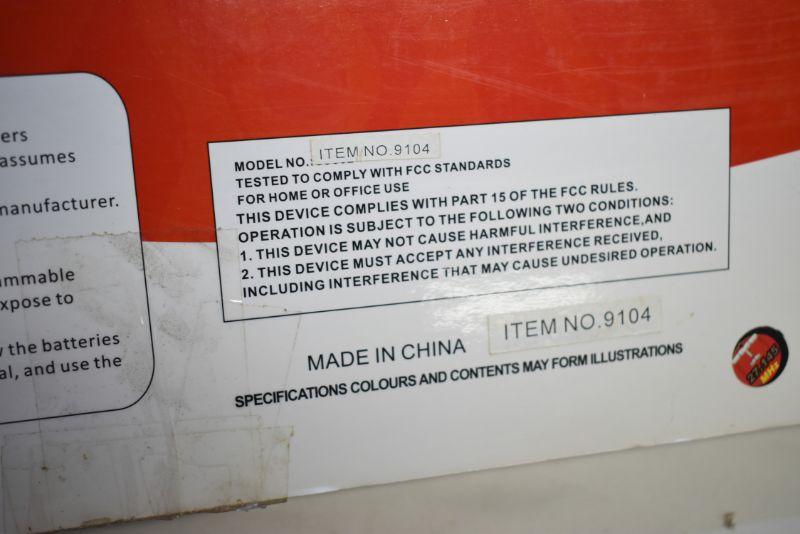 ers
assumes
manufacturer.
ammable
expose to
w the batteries
al, and use the
MODEL NO.: ITEM NO.9104
TESTED TO COMPLY WITH FCC STANDARDS
FOR HOME OR OFFICE USE
THIS DEVICE COMPLIES WITH PART 15 OF THE FCC RULES.
OPERATION IS SUBJECT TO THE FOLLOWING TWO CONDITIONS:
1. THIS DEVICE MAY NOT CAUSE HARMFUL INTERFERENCE,AND
2. THIS DEVICE MUST ACCEPT ANY INTERFERENCE RECEIVED,
INCLUDING INTERFERENCE THAT MAY CAUSE UNDESIRED OPERATION.
MADE IN CHINA ITEM NO.9104
SPECIFICATIONS COLOURS AND CONTENTS MAY FORM ILLUSTRATIONS
27.145
MHz